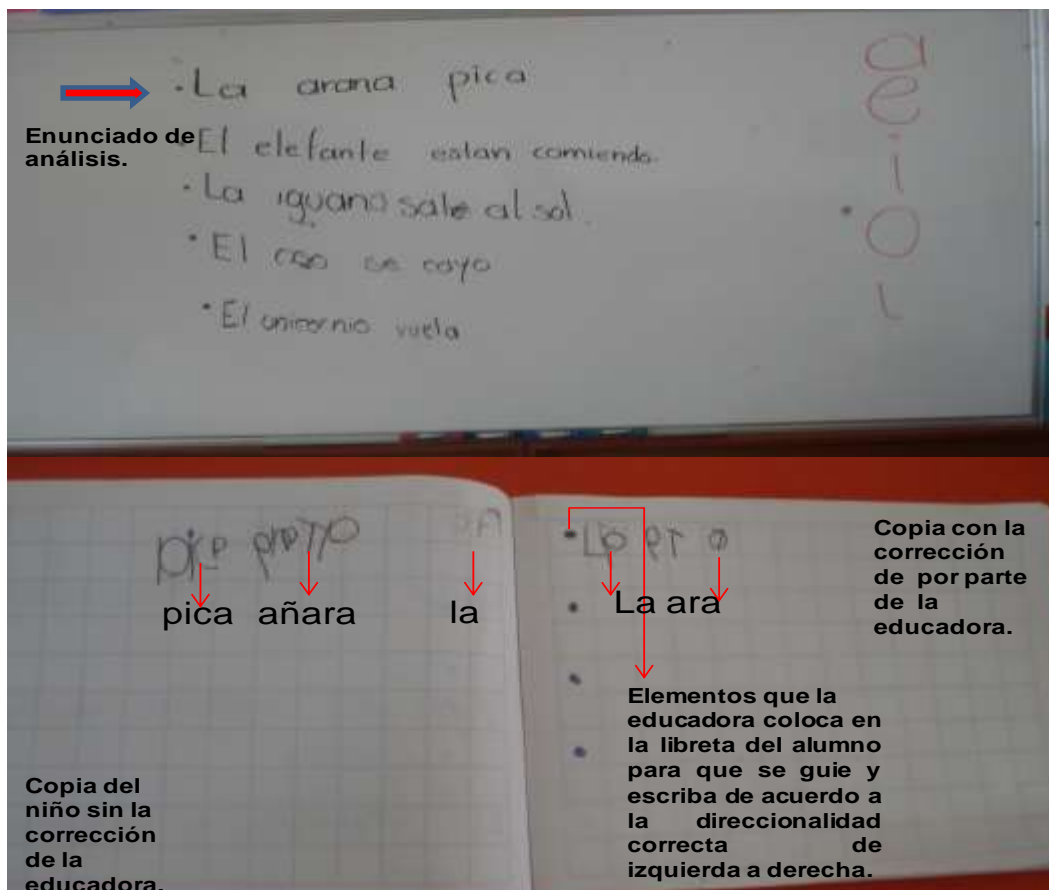 ·La arana pica
Enunciado de análisis.
·El elefante estan comiendo.
·La iguana sale al sol.
·El oso se cayo
·El unicornio vuela
a
e
i
o
pica añara la
La ara
Copia con la
corrección
de por parte
de la
educadora.
Elementos que la
educadora coloca en
la libreta del alumno
para que se guie y
escriba de acuerdo a
la direccionalidad
correcta de
izquierda a derecha.
Copia del
niño sin la
corrección
de la
educadora.